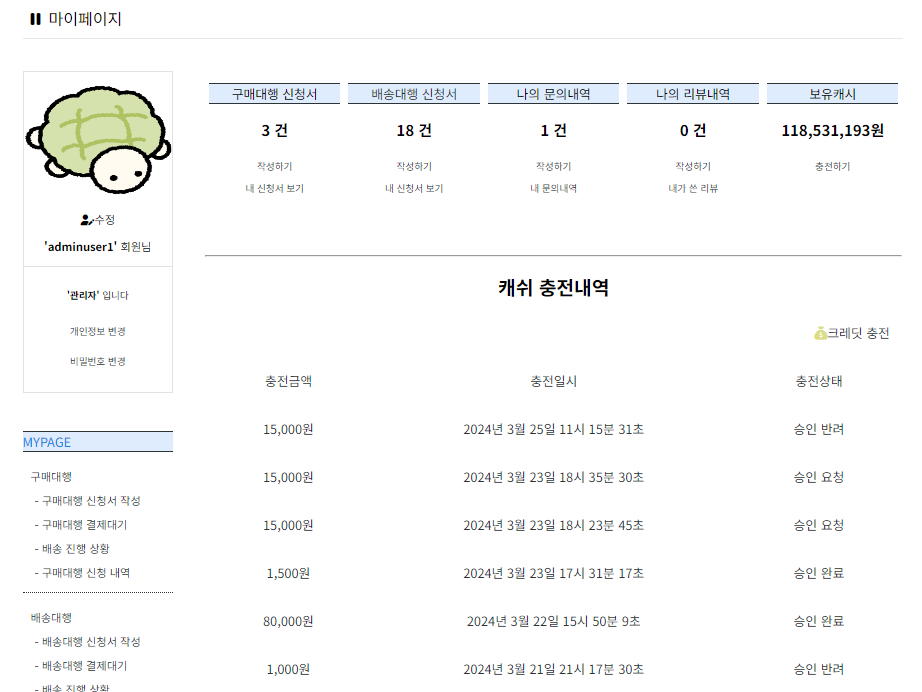 마이페이지
수정
'adminuser1' 회원님
'관리자' 입니다
개인정보 변경
비밀번호 변경
MYPAGE
구매대행
- 구매대행 신청서 작성
- 구매대행 결제대기
- 배송 진행 상황
- 구매대행 신청 내역
배송대행
- 배송대행 신청서 작성
- 배송대행 결제대기
- 배송 진행 상황
구매대행 신청서 배송대행 신청서 나의 문의내역 나의 리뷰내역 보유캐시
3 건 18 건 1 건 0 건 118,531,193원
작성하기 작성하기 작성하기 작성하기 충전하기
내 신청서 보기 내 신청서 보기 내 문의내역 내가 쓴 리뷰
캐쉬 충전내역
크레딧 충전
충전금액 충전일시 충전상태
15,000원 2024년 3월 25일 11시 15분 31초 승인 반려
15,000원 2024년 3월 23일 18시 35분 30초 승인 요청
15,000원 2024년 3월 23일 18시 23분 45초 승인 요청
1,500원 2024년 3월 23일 17시 31분 17초 승인 완료
80,000원 2024년 3월 22일 15시 50분 9초 승인 완료
1,000원 2024년 3월 21일 21시 17분 30초 승인 반려